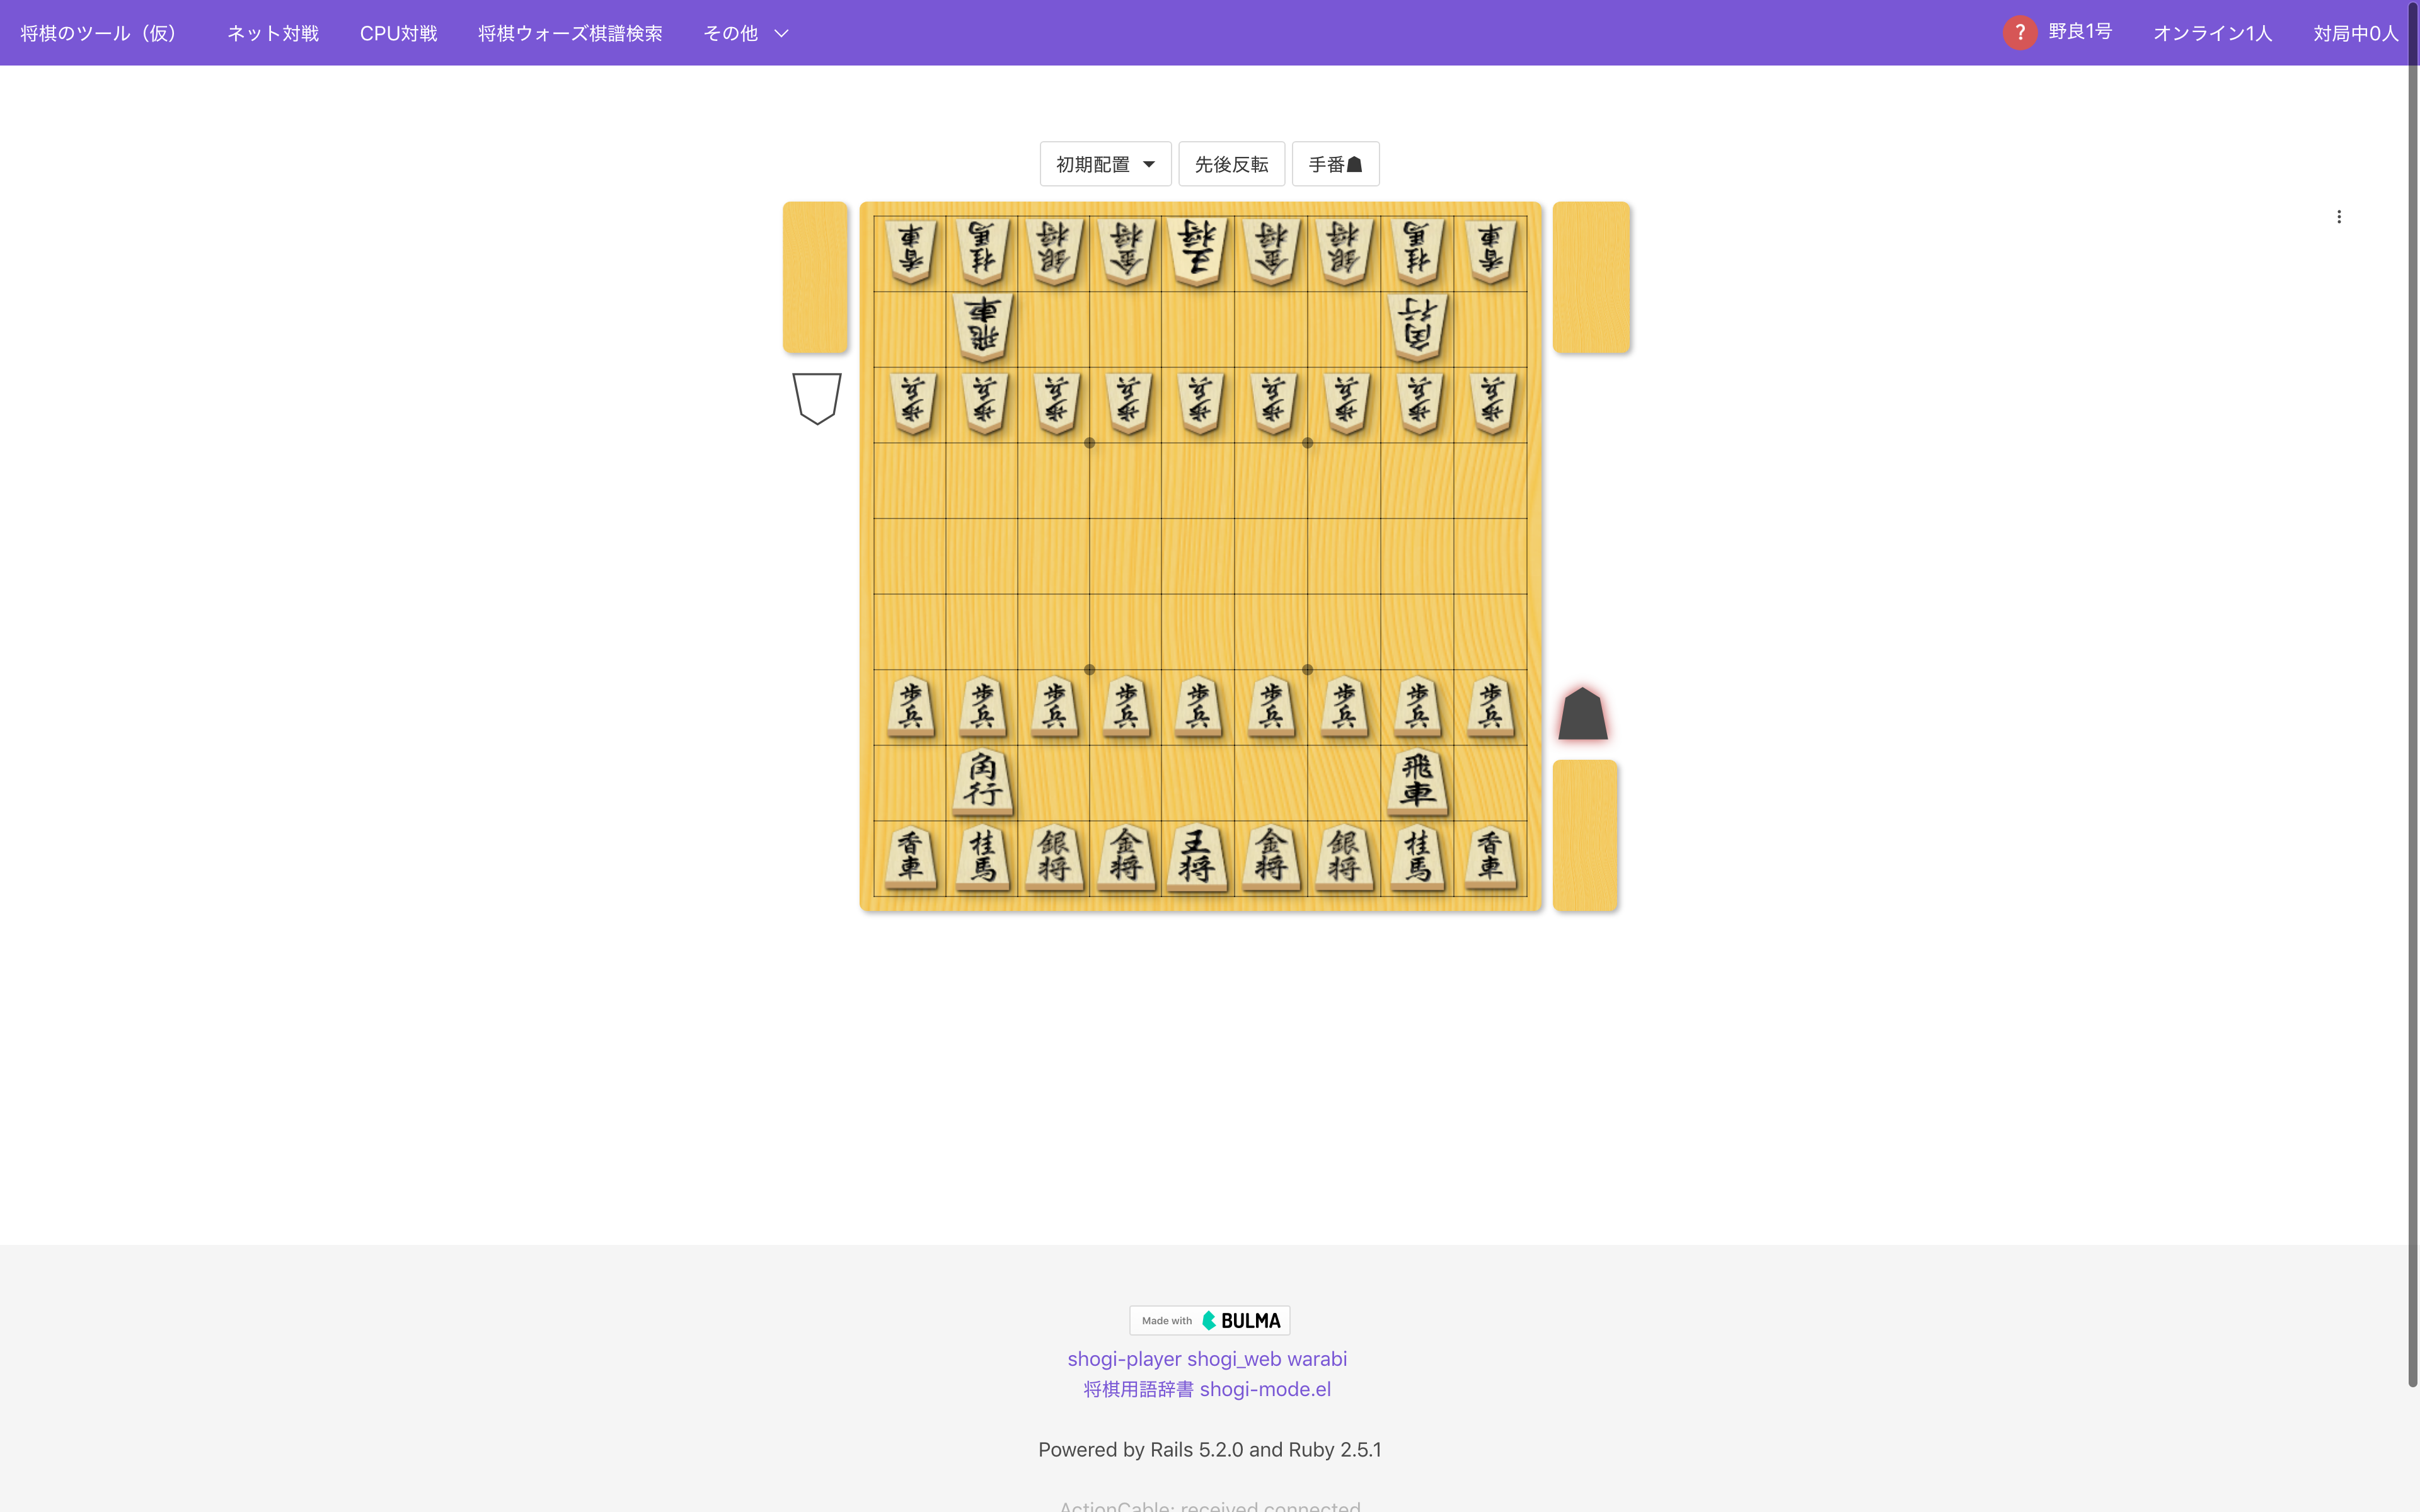 将棋のツール（仮） ネット対戦 CPU対戦 将棋ウォーズ棋譜検索 その他 ? 野良1号 オンライン1人 対局中0人
初期配置 先後反転 手番
香車 桂馬 銀将 金将 王将 金将 銀将 桂馬 香車
飛車 角行
歩兵 歩兵 歩兵 歩兵 歩兵 歩兵 歩兵 歩兵 歩兵
歩兵 歩兵 歩兵 歩兵 歩兵 歩兵 歩兵 歩兵 歩兵
角行 飛車
香車 桂馬 銀将 金将 王将 金将 銀将 桂馬 香車
Made with BULMA
shogi-player shogi_web warabi
将棋用語辞書 shogi-mode.el
Powered by Rails 5.2.0 and Ruby 2.5.1
ActionCable: received connected